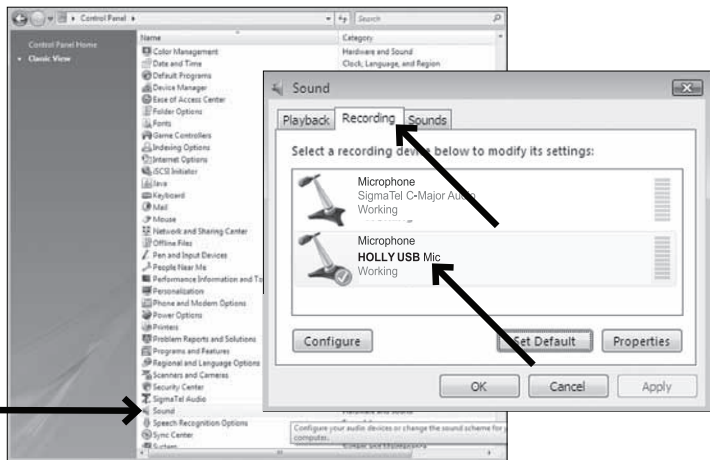 Control Panel
Search
Control Panel Home
Classic View
Name
Category
Color Management
Hardware and Sound
Date and Time
Clock, Language, and Region
Default Programs
Device Manager
Ease of Access Center
Folder Options
Fonts
Game Controllers
Indexing Options
Internet Options
iSCSI Initiator
Java
Keyboard
Mail
Mouse
Network and Sharing Center
Offline Files
Pen and Input Devices
People Near Me
Performance Information and To
Personalization
Phone and Modem Options
Power Options
Printers
Problem Reports and Solutions
Programs and Features
Regional and Language Options
Scanners and Cameras
Security Center
SigmaTel Audio
Sound
Hardware and Sound
Speech Recognition Options
Sync Center
System
System and Maintenance
Configure your audio devices or change the sound scheme for y
computer.
Sound
Playback
Recording
Sounds
Select a recording device below to modify its settings:
Microphone
SigmaTel C-Major Audio
Working
Microphone
HOLLY USB Mic
Working
Configure
Set Default
Properties
OK
Cancel
Apply